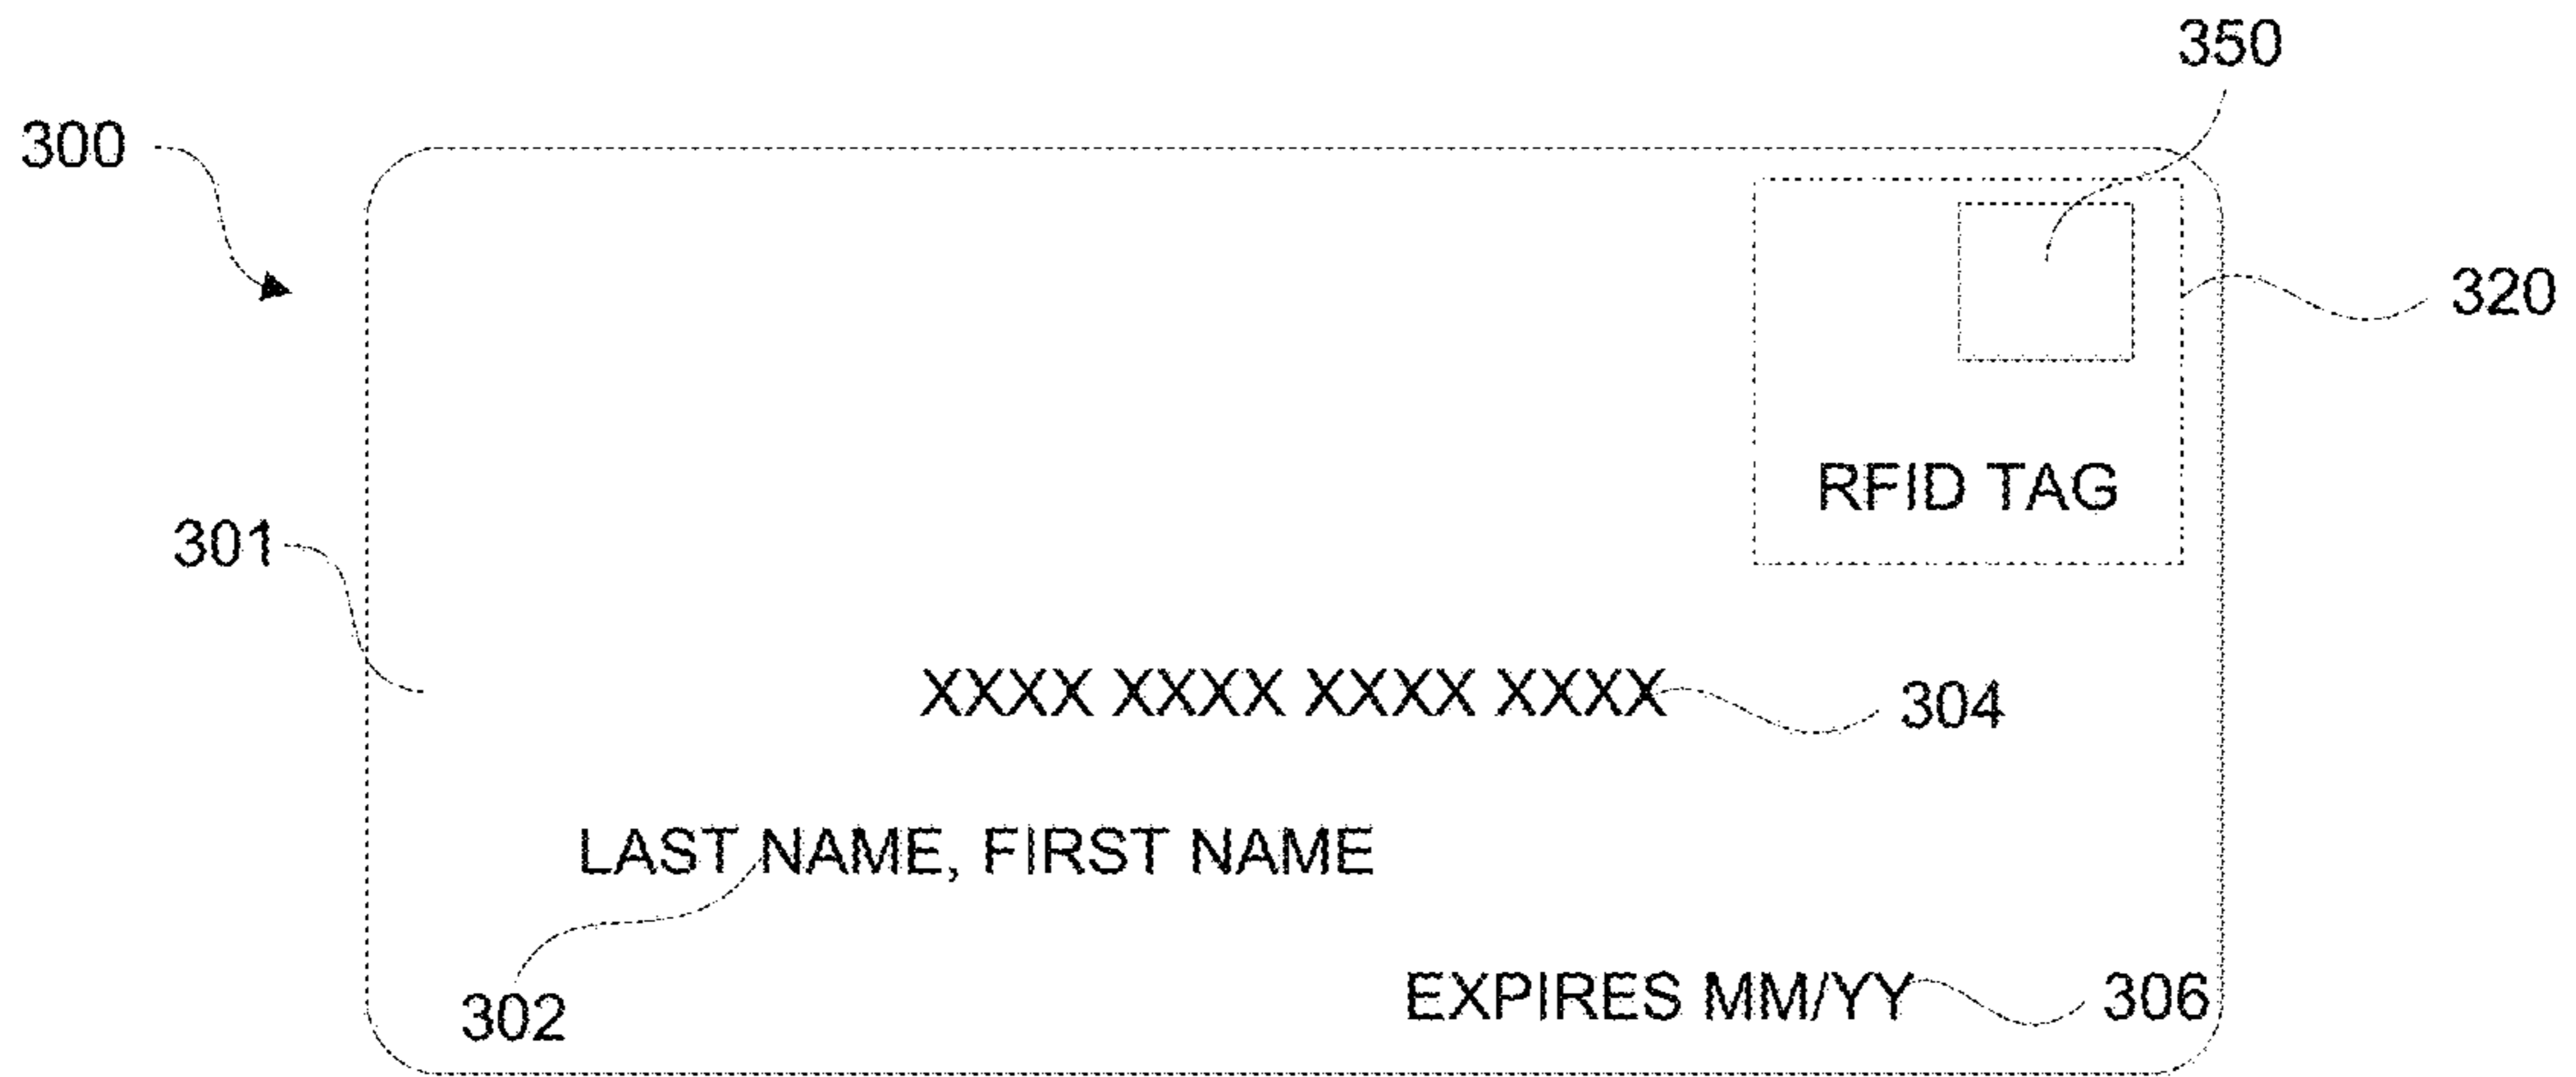 350
300
320
RFID TAG
301
XXXX XXXX XXXX XXXX
304
LAST NAME, FIRST NAME
302
EXPIRES MM/YY
306